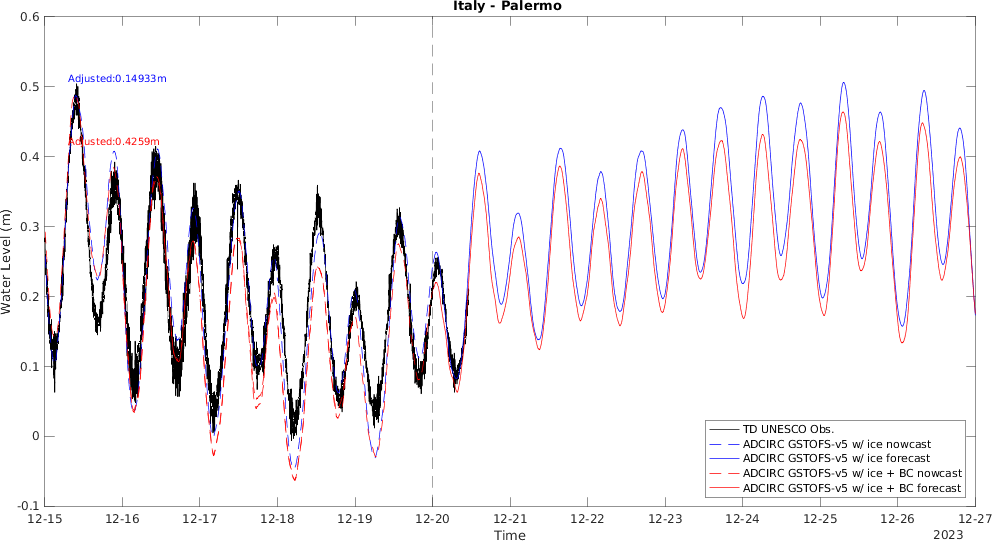 Italy - Palermo
0.6
0.5
0.4
0.3
0.2
0.1
0
-0.1
Water Level (m)
Adjusted:0.14933m
Adjusted:0.4259m
TD UNESCO Obs.
ADCIRC GSTOFS-v5 w/ ice nowcast
ADCIRC GSTOFS-v5 w/ ice forecast
ADCIRC GSTOFS-v5 w/ ice + BC nowcast
ADCIRC GSTOFS-v5 w/ ice + BC forecast
12-15 12-16 12-17 12-18 12-19 12-20 12-21 12-22 12-23 12-24 12-25 12-26 12-27
Time
2023